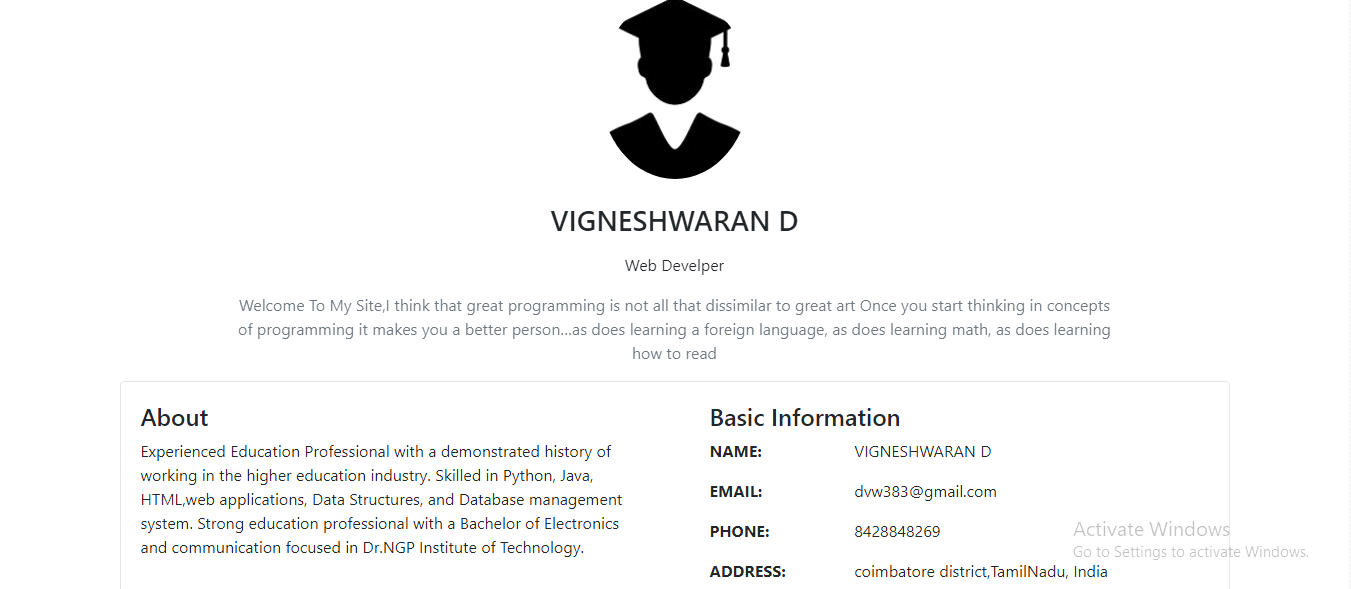 VIGNESHWARAN D
Web Develper
Welcome To My Site,I think that great programming is not all that dissimilar to great art Once you start thinking in concepts
of programming it makes you a better person...as does learning a foreign language, as does learning math, as does learning
how to read
About
Experienced Education Professional with a demonstrated history of
working in the higher education industry. Skilled in Python, Java,
HTML,web applications, Data Structures, and Database management
system. Strong education professional with a Bachelor of Electronics
and communication focused in Dr.NGP Institute of Technology.
Basic Information
NAME: VIGNESHWARAN D
EMAIL: dvw383@gmail.com
PHONE: 8428848269
ADDRESS: coimbatore district,TamilNadu, India
Activate Windows
Go to Settings to activate Windows.